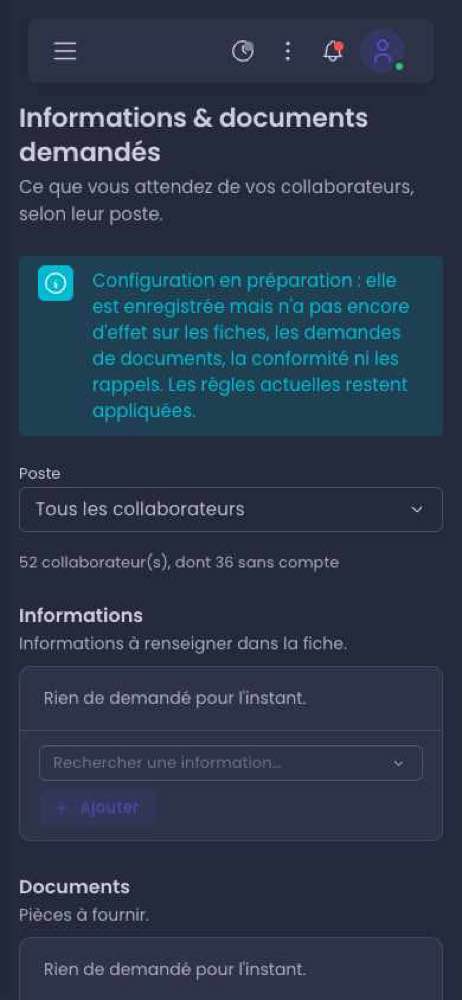 Informations & documents
demandés
Ce que vous attendez de vos collaborateurs,
selon leur poste.
Configuration en préparation : elle
est enregistrée mais n'a pas encore
d'effet sur les fiches, les demandes
de documents, la conformité ni les
rappels. Les règles actuelles restent
appliquées.
Poste
Tous les collaborateurs
52 collaborateur(s), dont 36 sans compte
Informations
Informations à renseigner dans la fiche.
Rien de demandé pour l'instant.
Rechercher une information...
+ Ajouter
Documents
Pièces à fournir.
Rien de demandé pour l'instant.